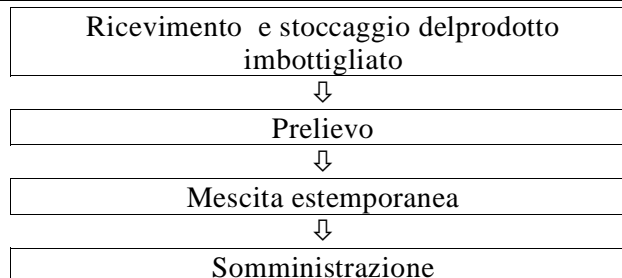 Ricevimento e stoccaggio delprodotto
imbottigliato
⇩
Prelievo
⇩
Mescita estemporanea
⇩
Somministrazione